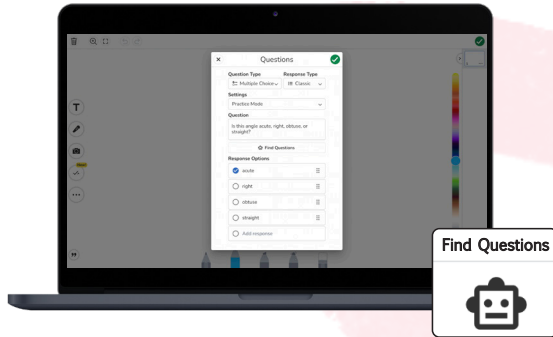 Questions
Question Type
Response Type
Multiple Choice
Classic
Settings
Practice Mode
Question
Is this angle acute, right, obtuse, or
straight?
Find Questions
Response Options
acute
right
obtuse
straight
Add response
T
Find Questions